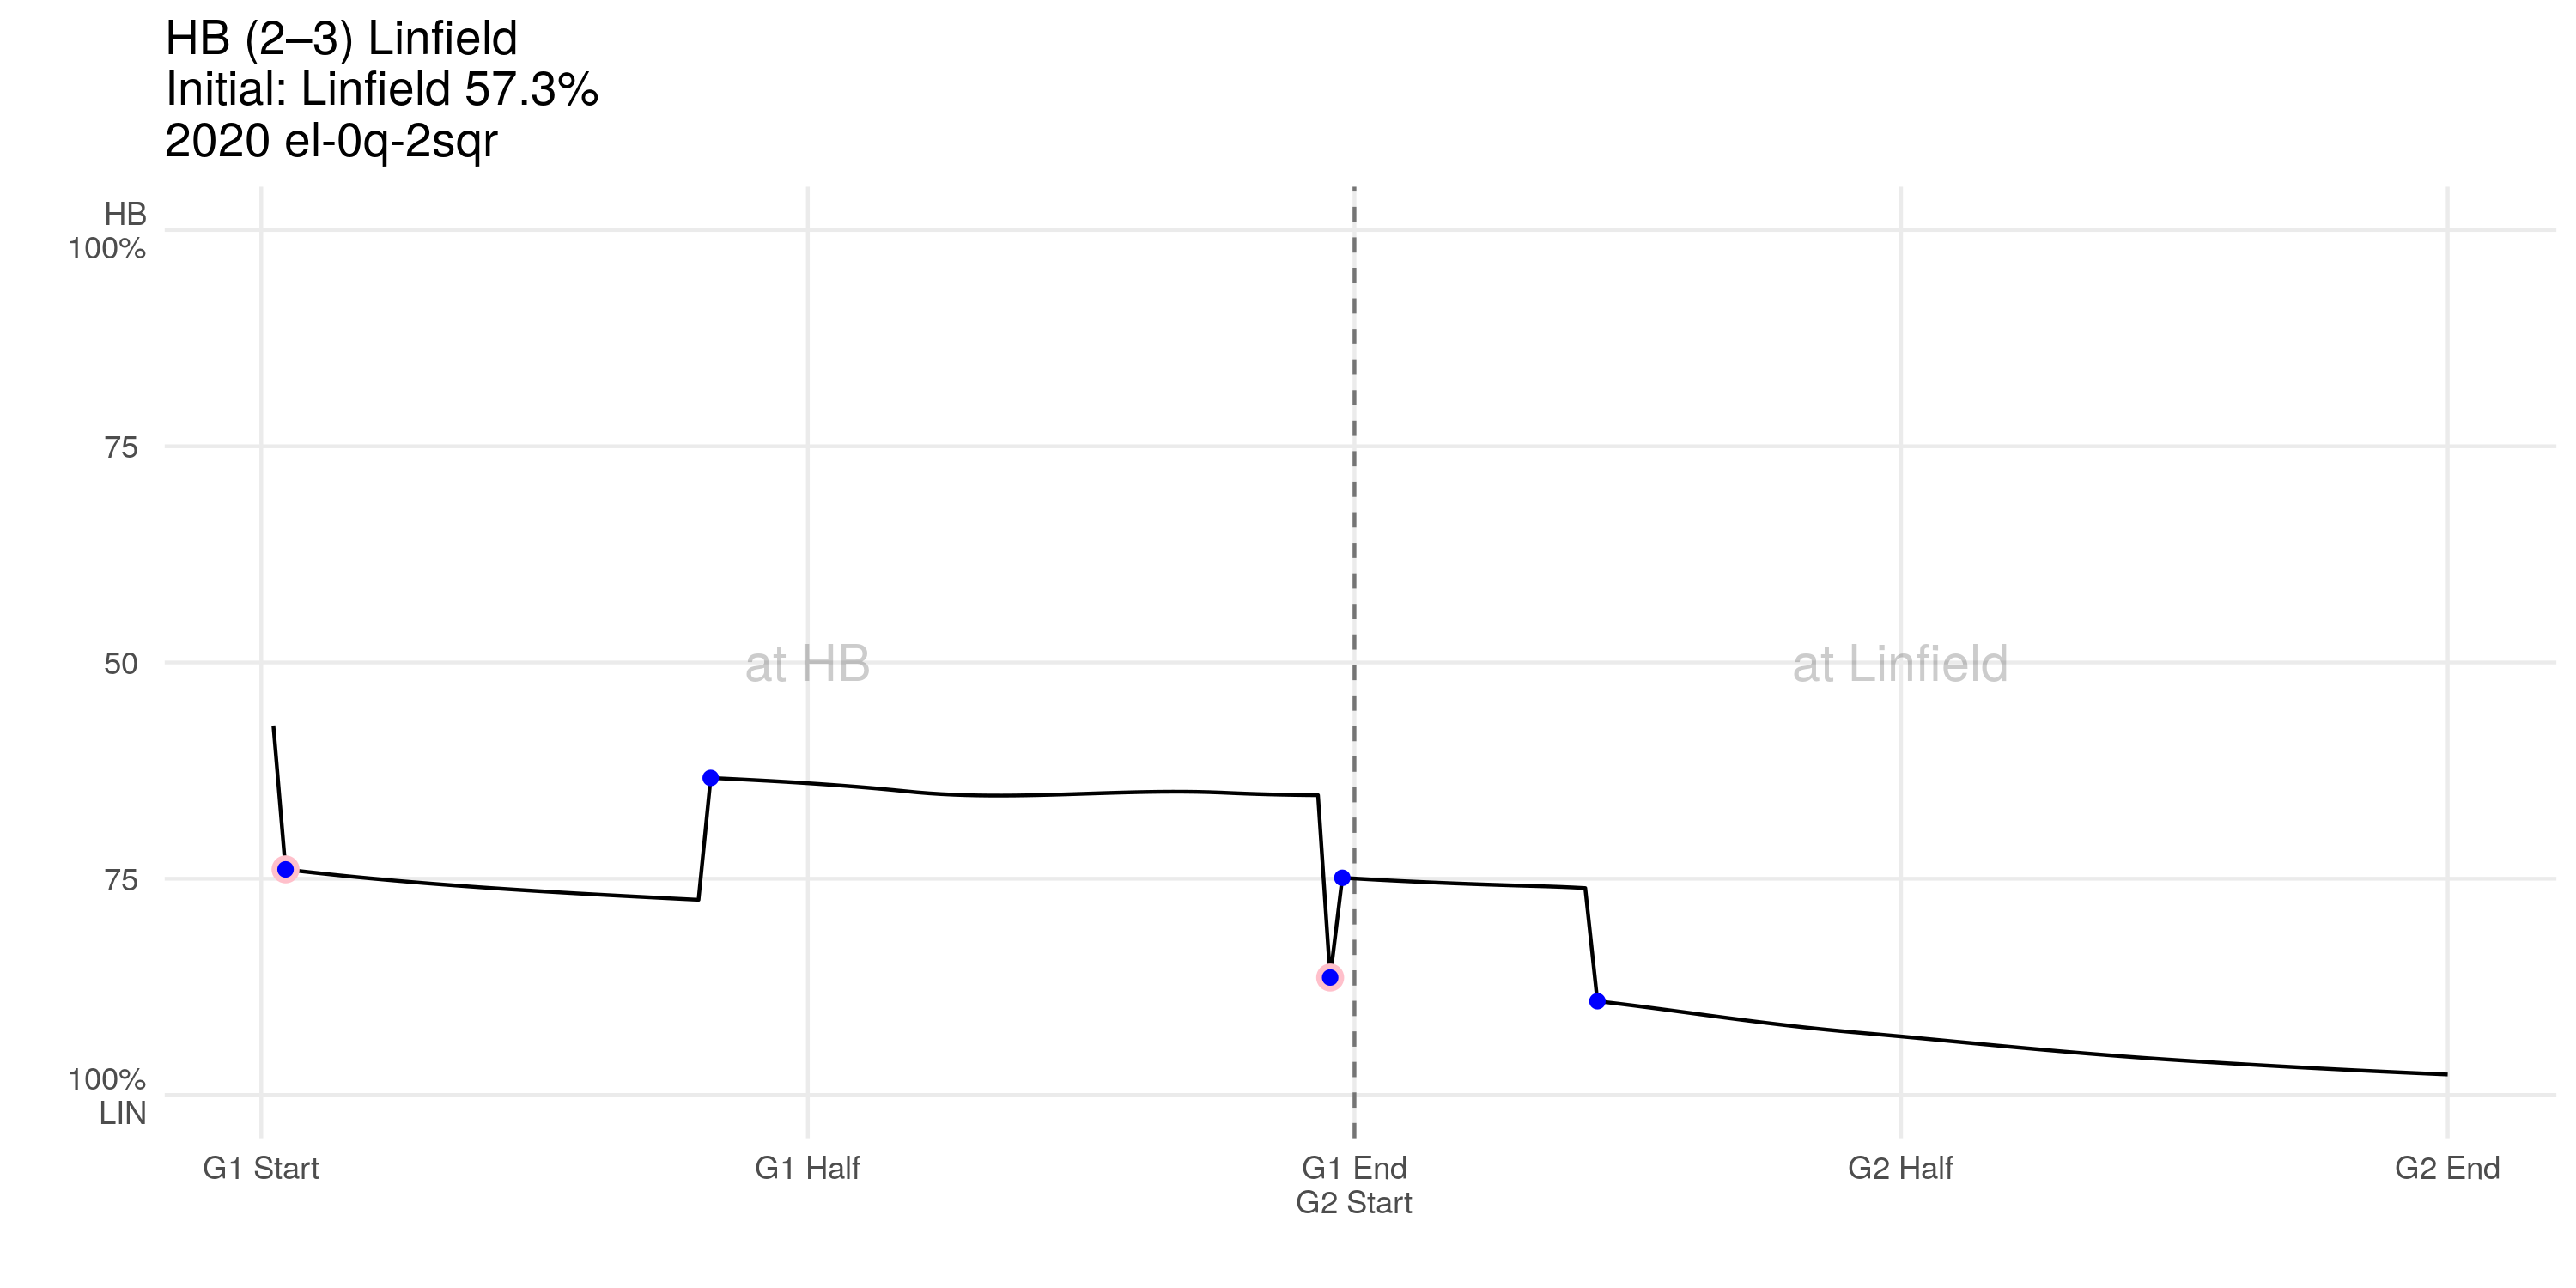 HB (2–3) Linfield
Initial: Linfield 57.3%
2020 el-0q-2sqr
HB
100%
75
50
75
100%
LIN
at HB
at Linfield
G1 Start
G1 Half
G1 End
G2 Start
G2 Half
G2 End